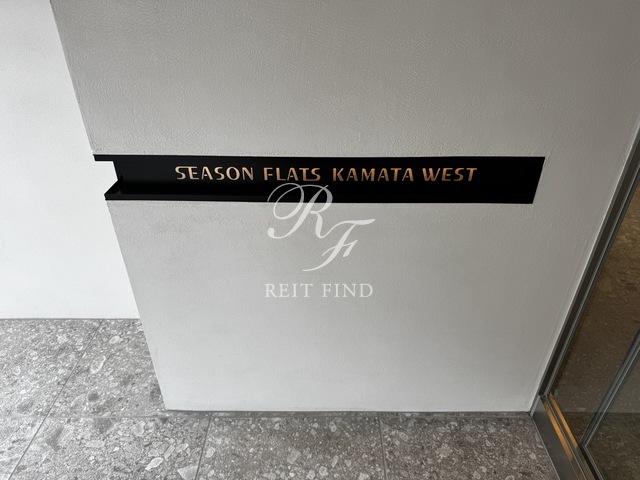 SEASON FLATS KAMATA WEST
RF
REIT FIND